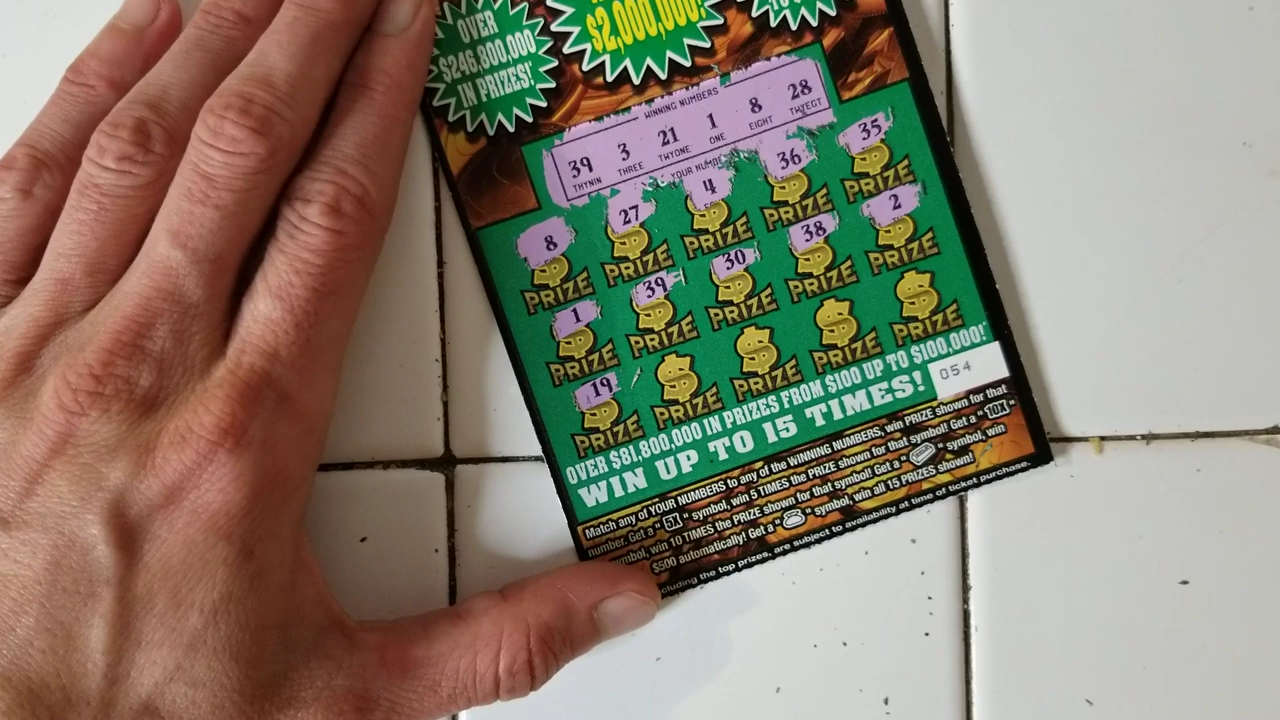 OVER
$246,800,000
IN PRIZES!
$2,000,000!
WINNING NUMBERS
39 3 21 1 8 28
THYNIN THREE THYONE ONE EIGHT TWYEGT
YOUR NUMBE
8 27 4 36 35
PRIZE PRIZE PRIZE PRIZE PRIZE
1 39 30 38 2
PRIZE PRIZE PRIZE PRIZE PRIZE
19
PRIZE PRIZE PRIZE PRIZE PRIZE
OVER $81,800,000 IN PRIZES FROM $100 UP TO $100,000!
WIN UP TO 15 TIMES!
054
Match any of YOUR NUMBERS to any of the WINNING NUMBERS, win PRIZE shown for that
number. Get a "5X" symbol, win 5 TIMES the PRIZE shown for that symbol! Get a "10X"
symbol, win 10 TIMES the PRIZE shown for that symbol! Get a " " symbol, win
$500 automatically! Get a " " symbol, win all 15 PRIZES shown!
cluding the top prizes, are subject to availability at time of ticket purchase.